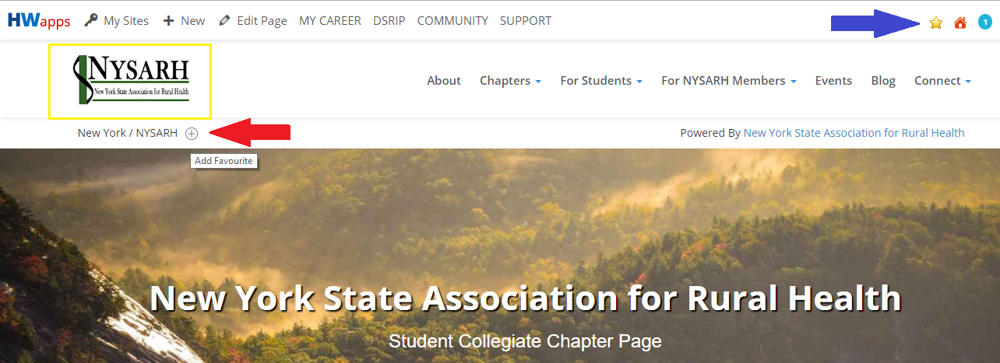 HWapps My Sites New Edit Page MY CAREER DSRIP COMMUNITY SUPPORT 1
NYSARH
New York State Association for Rural Health
About Chapters For Students For NYSARH Members Events Blog Connect
New York / NYSARH Powered By New York State Association for Rural Health
Add Favourite
New York State Association for Rural Health
Student Collegiate Chapter Page